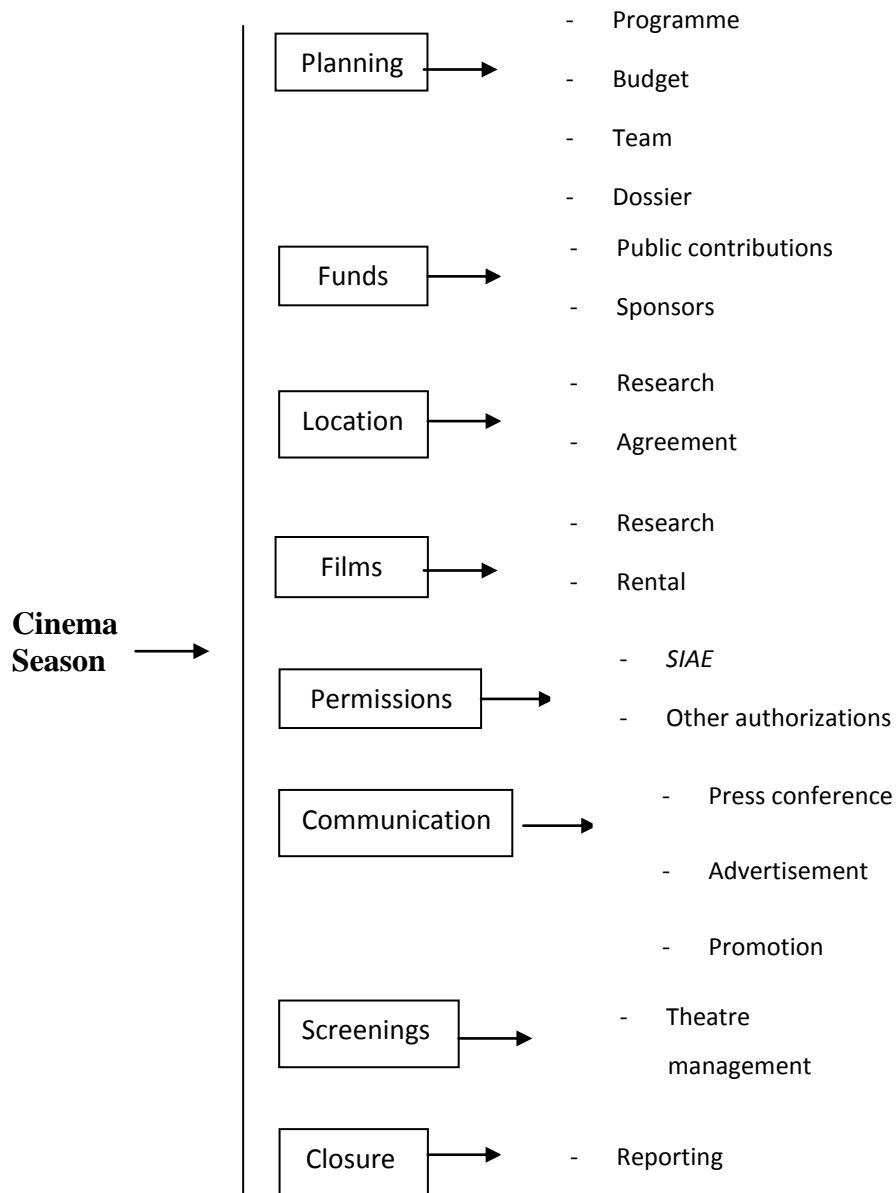 - Programme
Planning
- Budget
- Team
- Dossier
- Public contributions
Funds
- Sponsors
- Research
Location
- Agreement
- Research
Films
- Rental
Cinema
Season
- SIAE
Permissions
- Other authorizations
- Press conference
Communication
- Advertisement
- Promotion
- Theatre
management
Screenings
Closure
- Reporting